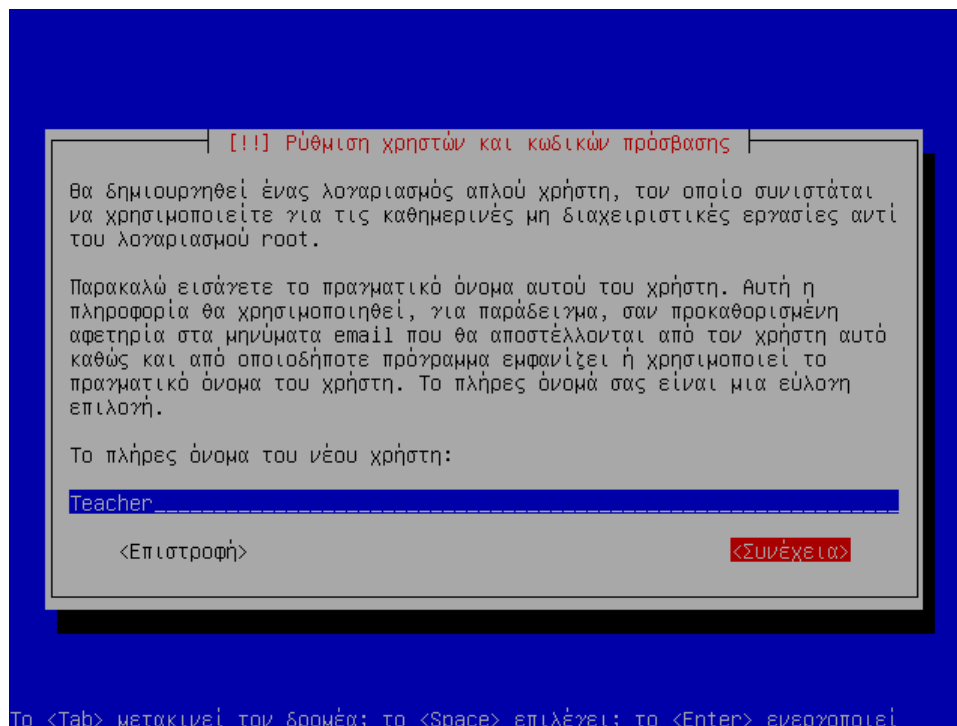 [!!] Ρύθμιση χρηστών και κωδικών πρόσβασης
Θα δημιουργηθεί ένας λογαριασμός απλού χρήστη, τον οποίο συνιστάται
να χρησιμοποιείτε για τις καθημερινές μη διαχειριστικές εργασίες αντί
του λογαριασμού root.
Παρακαλώ εισάγετε το πραγματικό όνομα αυτού του χρήστη. Αυτή η
πληροφορία θα χρησιμοποιηθεί, για παράδειγμα, σαν προκαθορισμένη
αφετηρία στα μηνύματα email που θα αποστέλλονται από τον χρήστη αυτό
καθώς και από οποιοδήποτε πρόγραμμα εμφανίζει ή χρησιμοποιεί το
πραγματικό όνομα του χρήστη. Το πλήρες όνομά σας είναι μια εύλογη
επιλογή.
Το πλήρες όνομα του νέου χρήστη:
Teacher
<Επιστροφή> <Συνέχεια>
Το <Tab> μετακινεί τον δρομέα; το <Space> επιλέγει; το <Enter> ενεργοποιεί